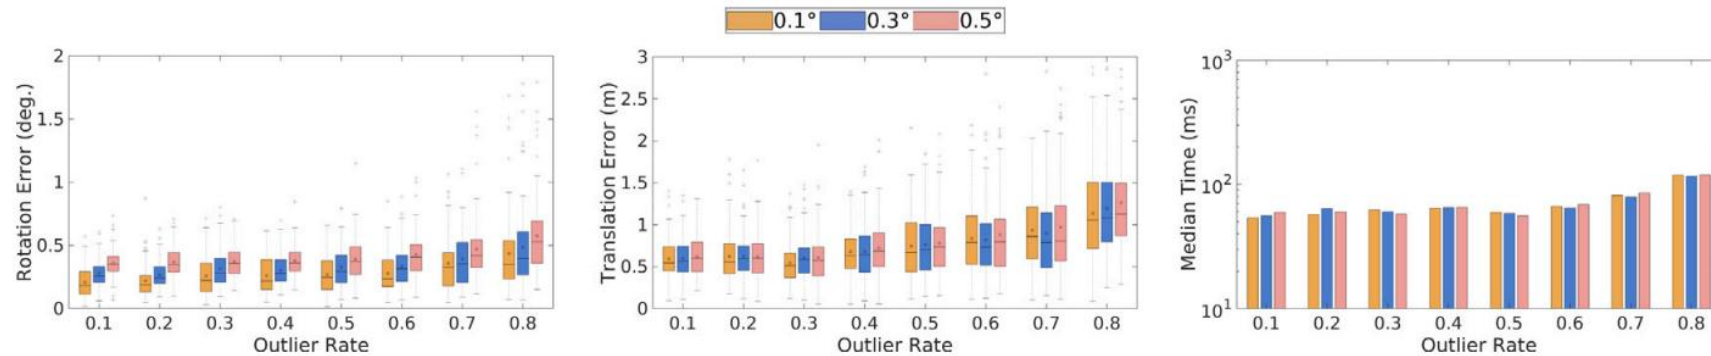 0.1° 0.3° 0.5°
Rotation Error (deg.)
2
1.5
1
0.5
0
0.1 0.2 0.3 0.4 0.5 0.6 0.7 0.8
Outlier Rate
Translation Error (m)
3
2.5
2
1.5
1
0.5
0
0.1 0.2 0.3 0.4 0.5 0.6 0.7 0.8
Outlier Rate
Median Time (ms)
10³
10²
10¹
0.1 0.2 0.3 0.4 0.5 0.6 0.7 0.8
Outlier Rate